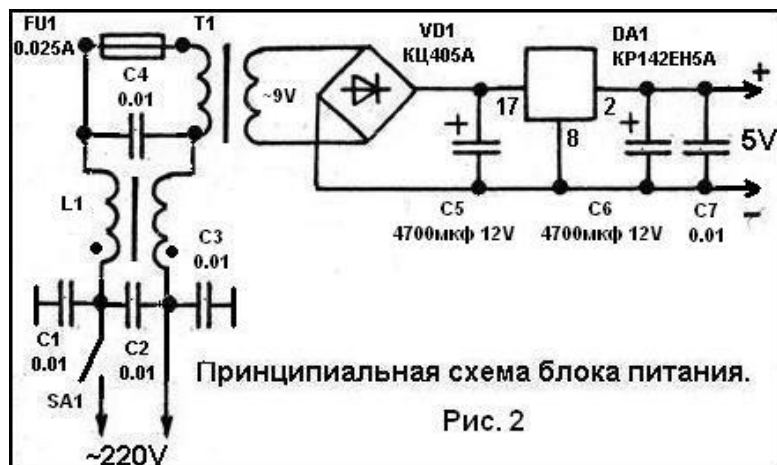 FU1
0.025A
T1
C4
0.01
~9V
VD1
КЦ405А
DA1
КР142ЕН5А
+
17
2
8
+
+
5V
−
C5
4700мкф 12V
C6
4700мкф 12V
C7
0.01
L1
C3
0.01
C1
0.01
C2
0.01
SA1
~220V
Принципиальная схема блока питания.
Рис. 2